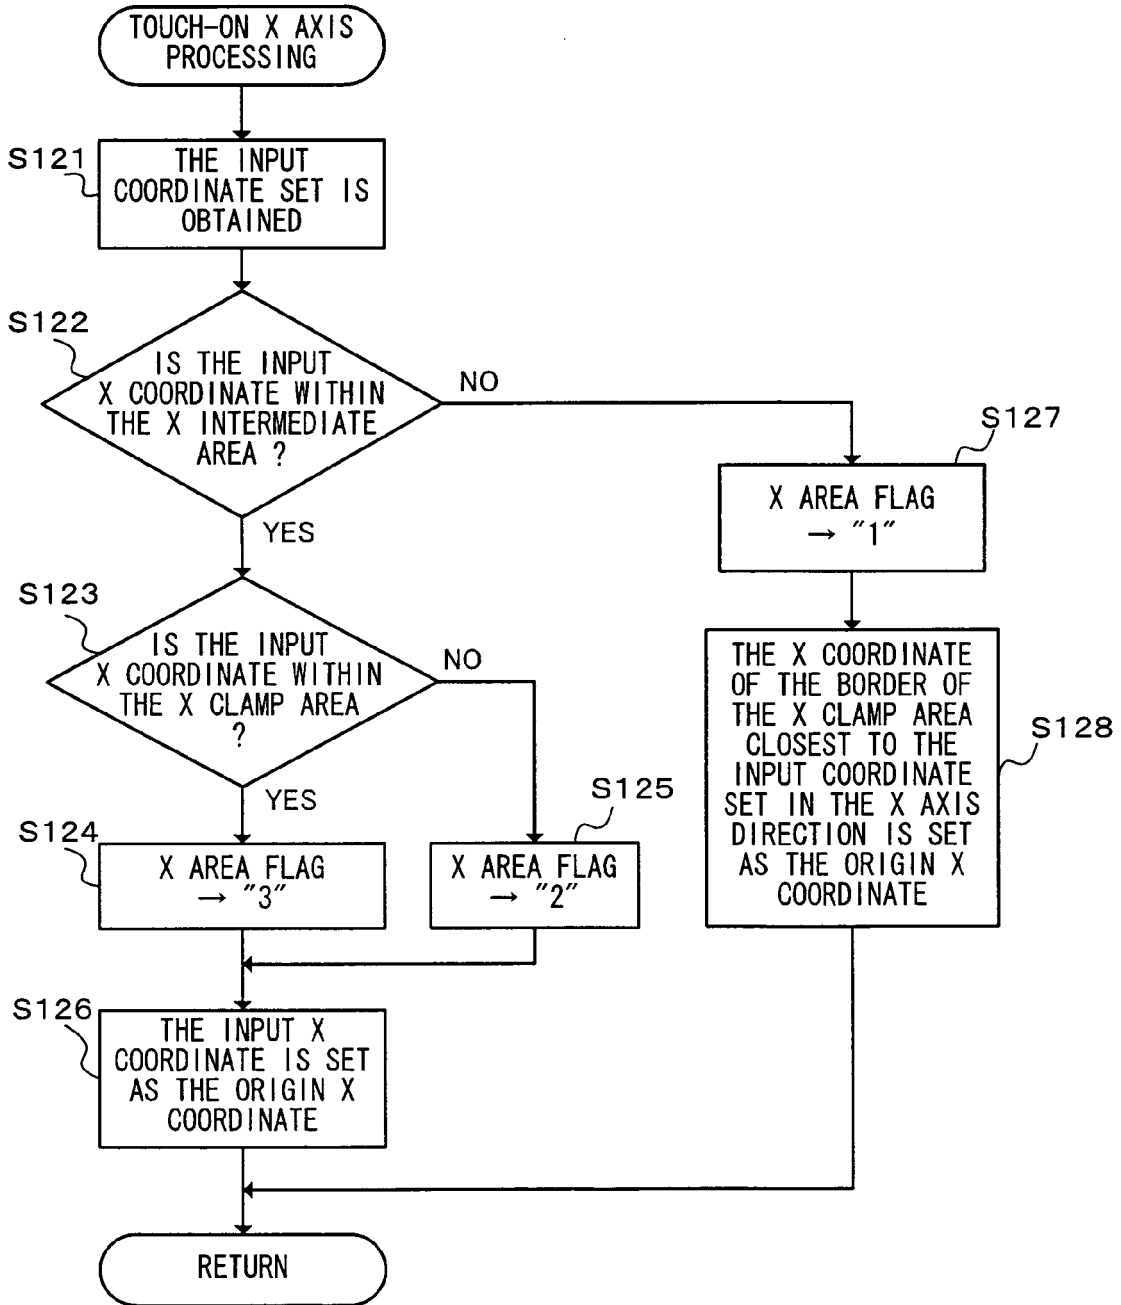 TOUCH-ON X AXIS
PROCESSING
S121
THE INPUT
COORDINATE SET IS
OBTAINED
S122
IS THE INPUT
X COORDINATE WITHIN
THE X INTERMEDIATE
AREA ?
NO
YES
S127
X AREA FLAG
→ "1"
S123
IS THE INPUT
X COORDINATE WITHIN
THE X CLAMP AREA
?
NO
YES
S128
THE X COORDINATE
OF THE BORDER OF
THE X CLAMP AREA
CLOSEST TO THE
INPUT COORDINATE
SET IN THE X AXIS
DIRECTION IS SET
AS THE ORIGIN X
COORDINATE
S124
X AREA FLAG
→ "3"
S125
X AREA FLAG
→ "2"
S126
THE INPUT X
COORDINATE IS SET
AS THE ORIGIN X
COORDINATE
RETURN